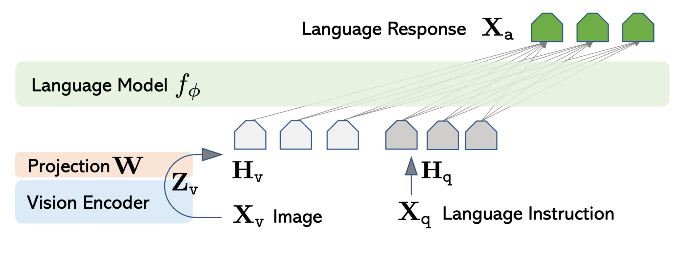 Language Response X_a
Language Model f_ϕ
Projection W
Z_v
H_v
H_q
Vision Encoder
X_v Image
X_q Language Instruction